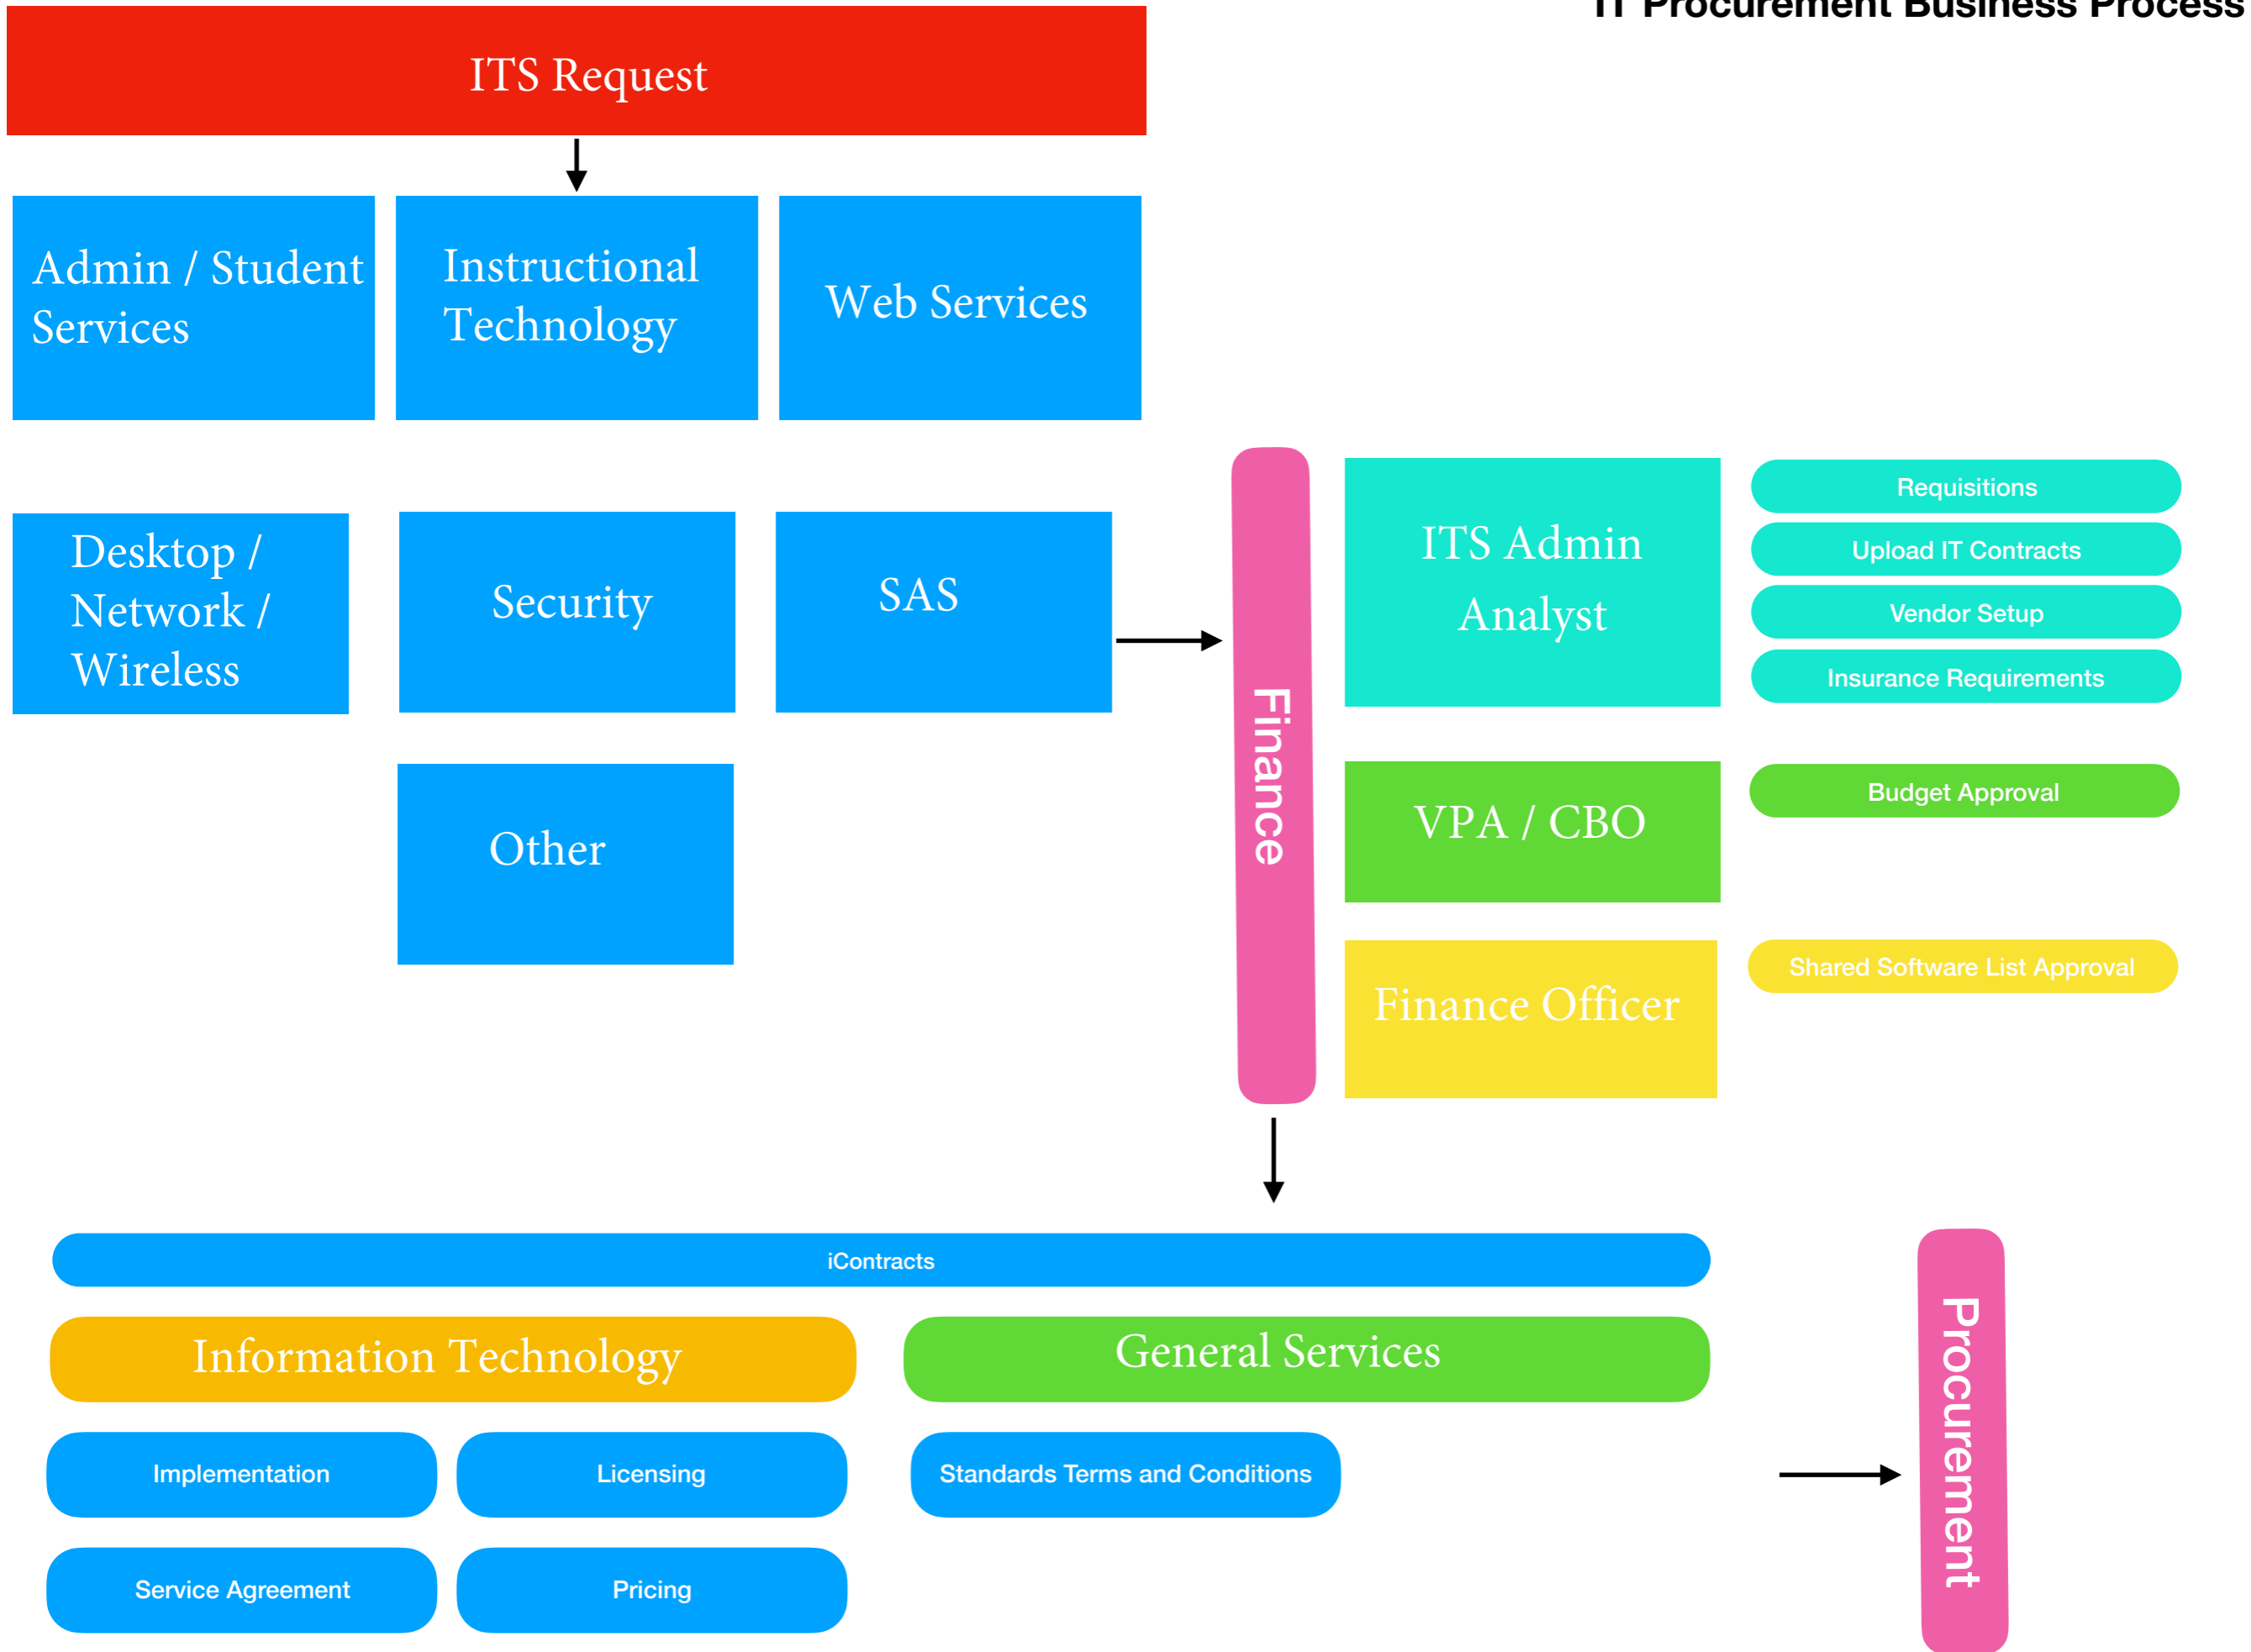 IT Procurement Business Process
ITS Request
Admin / Student
Services
Instructional
Technology
Web Services
Desktop /
Network /
Wireless
Security
SAS
Other
Finance
ITS Admin
Analyst
Requisitions
Upload IT Contracts
Vendor Setup
Insurance Requirements
VPA / CBO
Budget Approval
Finance Officer
Shared Software List Approval
iContracts
Information Technology
General Services
Implementation
Licensing
Standards Terms and Conditions
Service Agreement
Pricing
Procurement